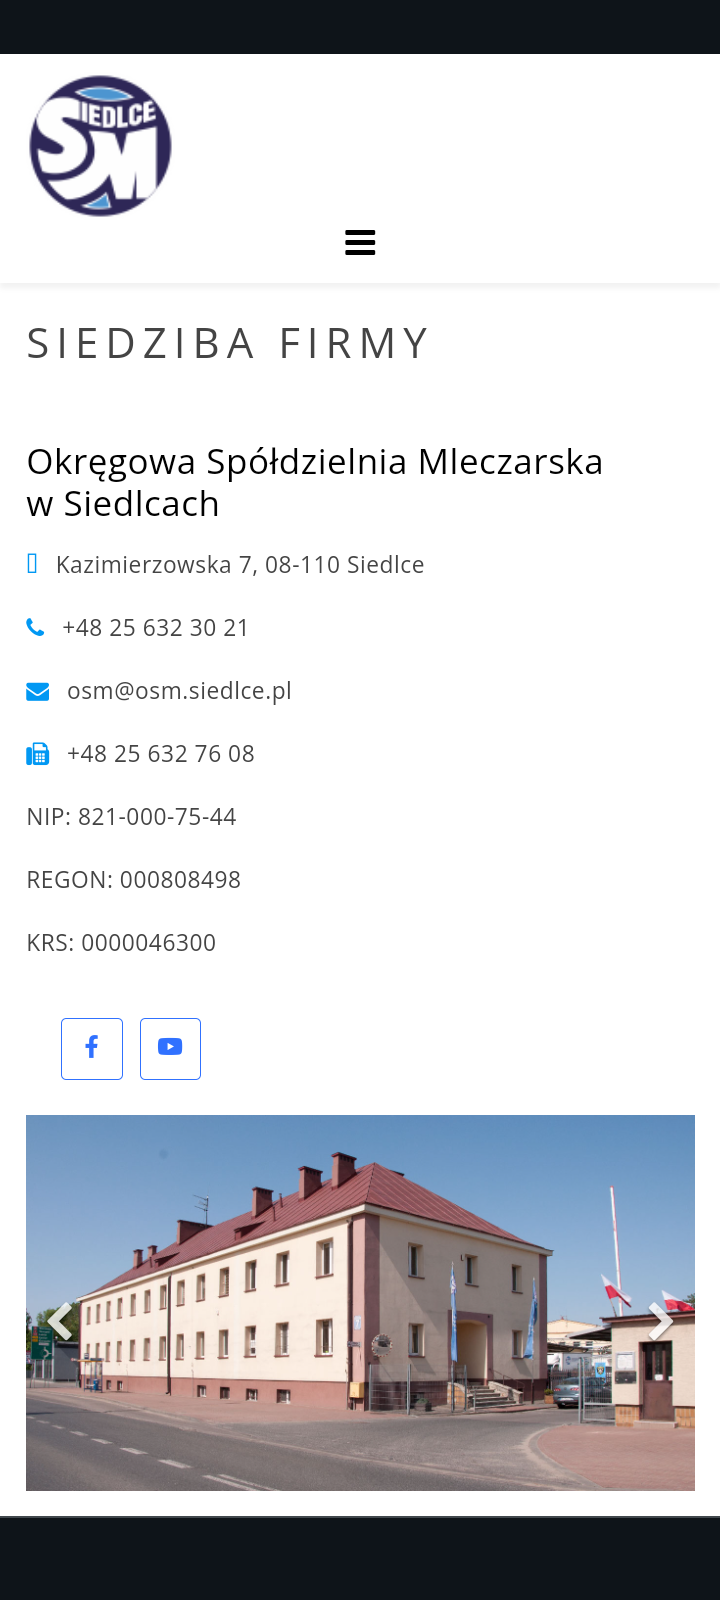 SIEDLCE
SM
SIEDZIBA FIRMY
Okręgowa Spółdzielnia Mleczarska
w Siedlcach
Kazimierzowska 7, 08-110 Siedlce
+48 25 632 30 21
osm@osm.siedlce.pl
+48 25 632 76 08
NIP: 821-000-75-44
REGON: 000808498
KRS: 0000046300